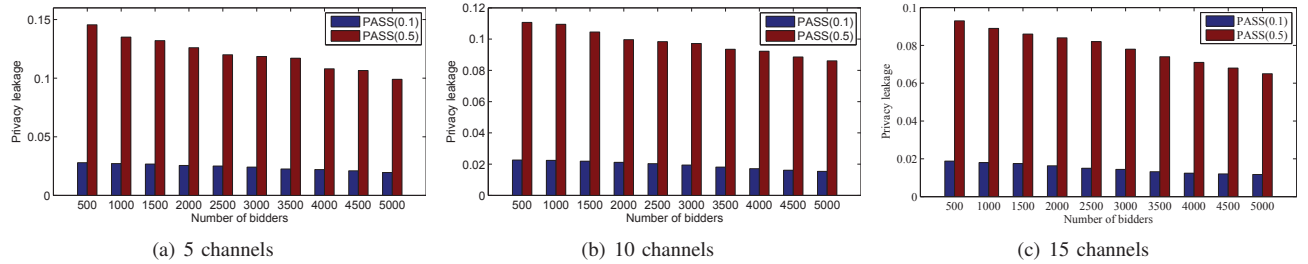 0.15
0.1
0.05
0
Privacy leakage
PASS(0.1)
PASS(0.5)
500 1000 1500 2000 2500 3000 3500 4000 4500 5000
Number of bidders
(a) 5 channels
0.12
0.1
0.08
0.06
0.04
0.02
0
Privacy leakage
PASS(0.1)
PASS(0.5)
500 1000 1500 2000 2500 3000 3500 4000 4500 5000
Number of bidders
(b) 10 channels
0.1
0.08
0.06
0.04
0.02
0
Privacy leakage
PASS(0.1)
PASS(0.5)
500 1000 1500 2000 2500 3000 3500 4000 4500 5000
Number of bidders
(c) 15 channels